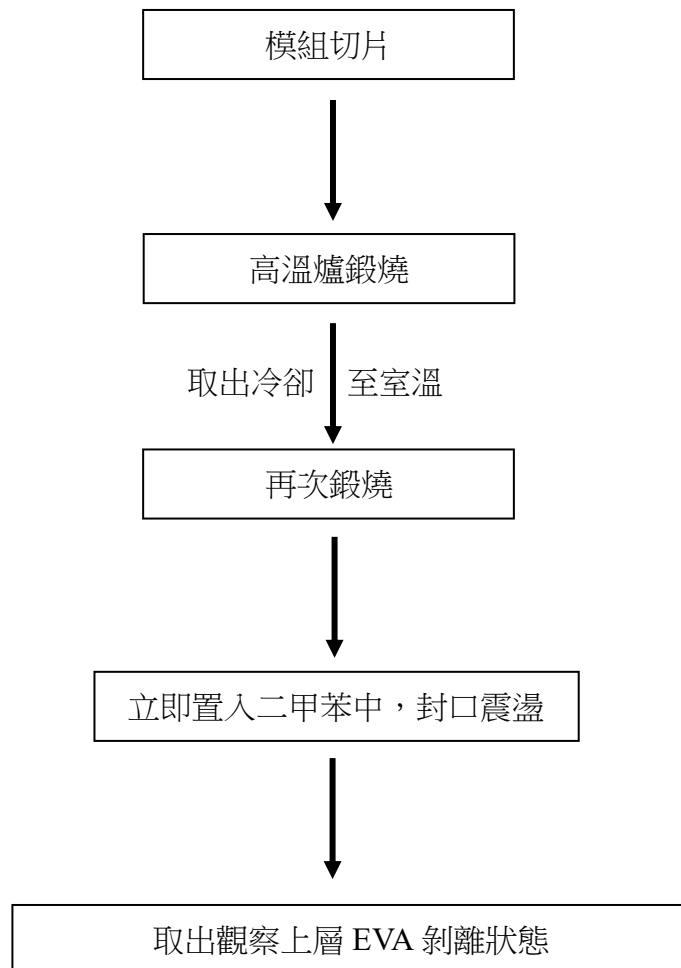 模組切片
高溫爐鍛燒
取出冷卻 至室溫
再次鍛燒
立即置入二甲苯中，封口震盪
取出觀察上層 EVA 剝離狀態